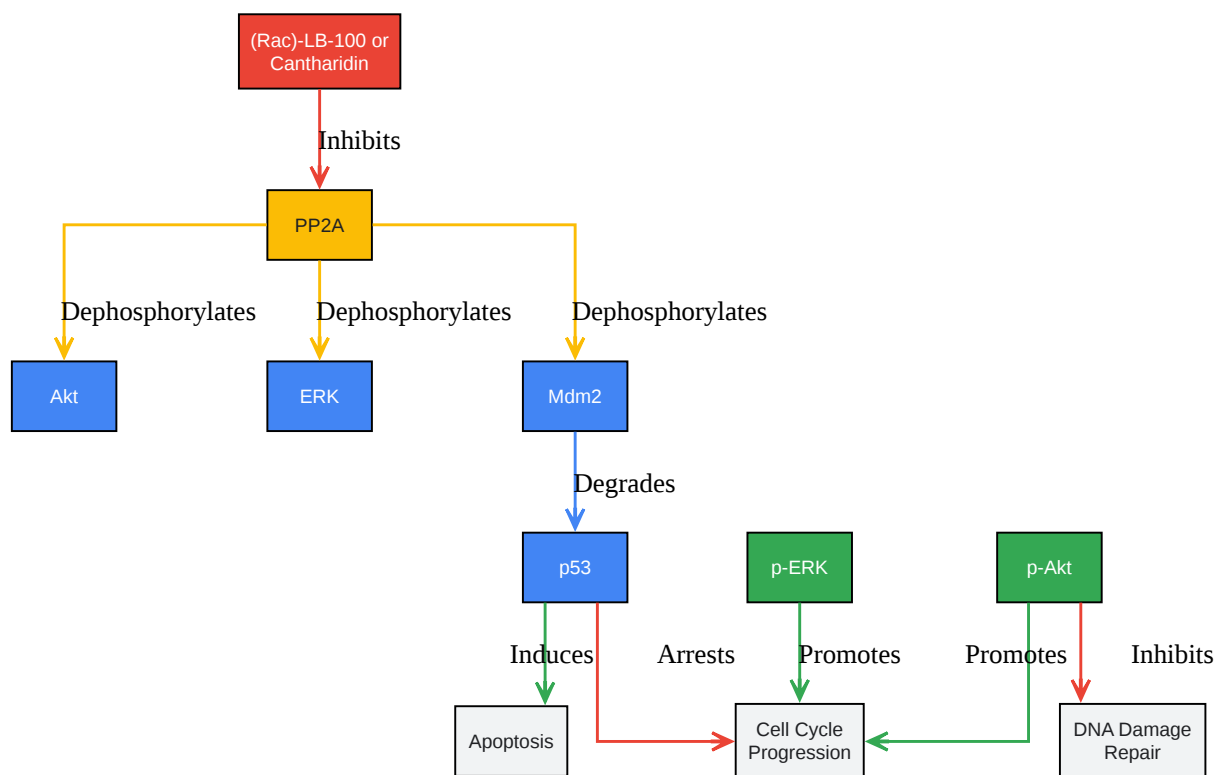 (Rac)-LB-100 or
Cantharidin
Inhibits
PP2A
Dephosphorylates
Dephosphorylates
Dephosphorylates
Akt
ERK
Mdm2
Degrades
p53
p-ERK
p-Akt
Induces
Arrests
Promotes
Promotes
Inhibits
Apoptosis
Cell Cycle
Progression
DNA Damage
Repair